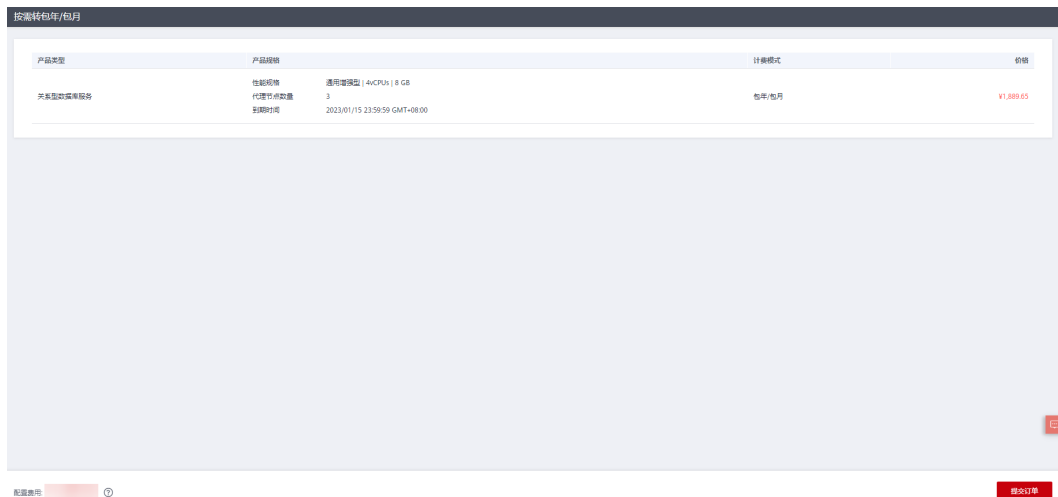 按需转包年/包月
产品类型 产品规格 计费模式 价格
关系型数据库服务
性能规格 通用增强型 | 4vCPUs | 8 GB
代理节点数量 3
到期时间 2023/01/15 23:59:59 GMT+08:00
包年/包月
¥1,889.65
配置费用:
提交订单